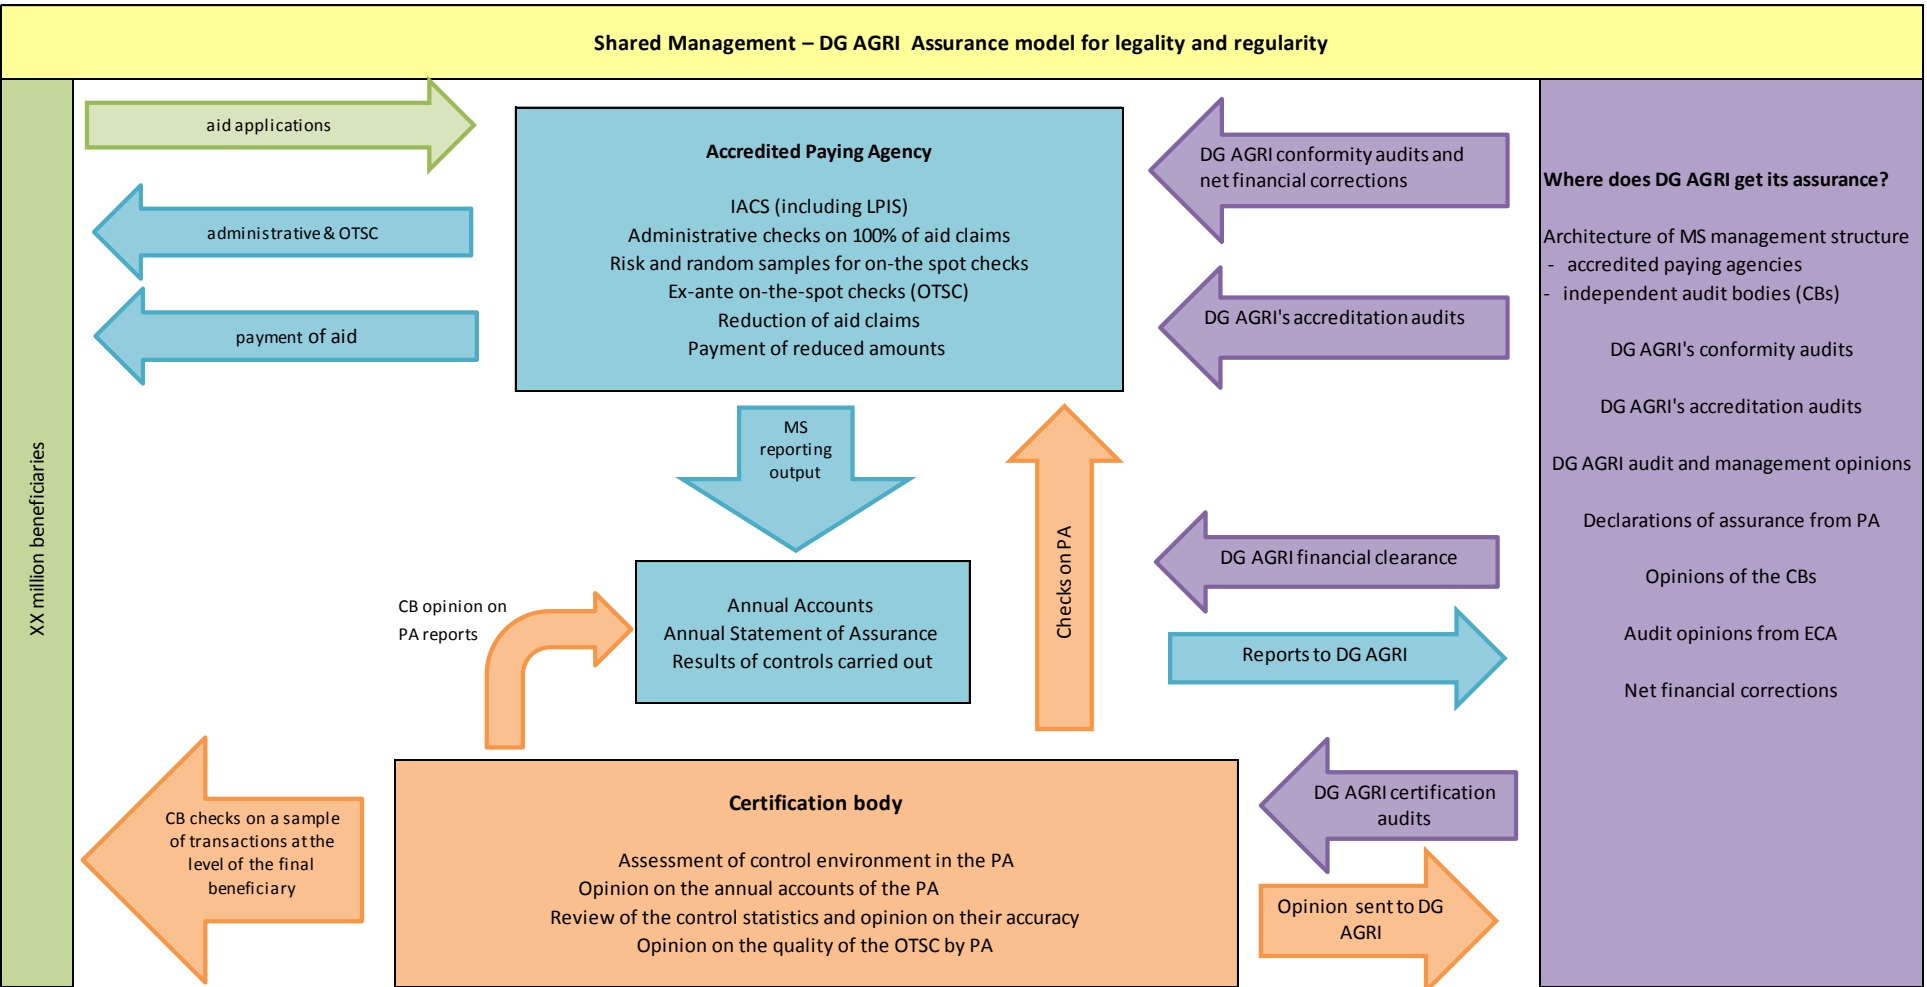 Shared Management – DG AGRI Assurance model for legality and regularity
XX million beneficiaries
aid applications
administrative & OTSC
payment of aid
Accredited Paying Agency
IACS (including LPIS)
Administrative checks on 100% of aid claims
Risk and random samples for on-the spot checks
Ex-ante on-the-spot checks (OTSC)
Reduction of aid claims
Payment of reduced amounts
DG AGRI conformity audits and
net financial corrections
DG AGRI's accreditation audits
MS
reporting
output
Checks on PA
CB opinion on
PA reports
Annual Accounts
Annual Statement of Assurance
Results of controls carried out
DG AGRI financial clearance
Reports to DG AGRI
CB checks on a sample
of transactions at the
level of the final
beneficiary
Certification body
Assessment of control environment in the PA
Opinion on the annual accounts of the PA
Review of the control statistics and opinion on their accuracy
Opinion on the quality of the OTSC by PA
DG AGRI certification
audits
Opinion sent to DG
AGRI
Where does DG AGRI get its assurance?
Architecture of MS management structure
- accredited paying agencies
- independent audit bodies (CBs)
DG AGRI's conformity audits
DG AGRI's accreditation audits
DG AGRI audit and management opinions
Declarations of assurance from PA
Opinions of the CBs
Audit opinions from ECA
Net financial corrections